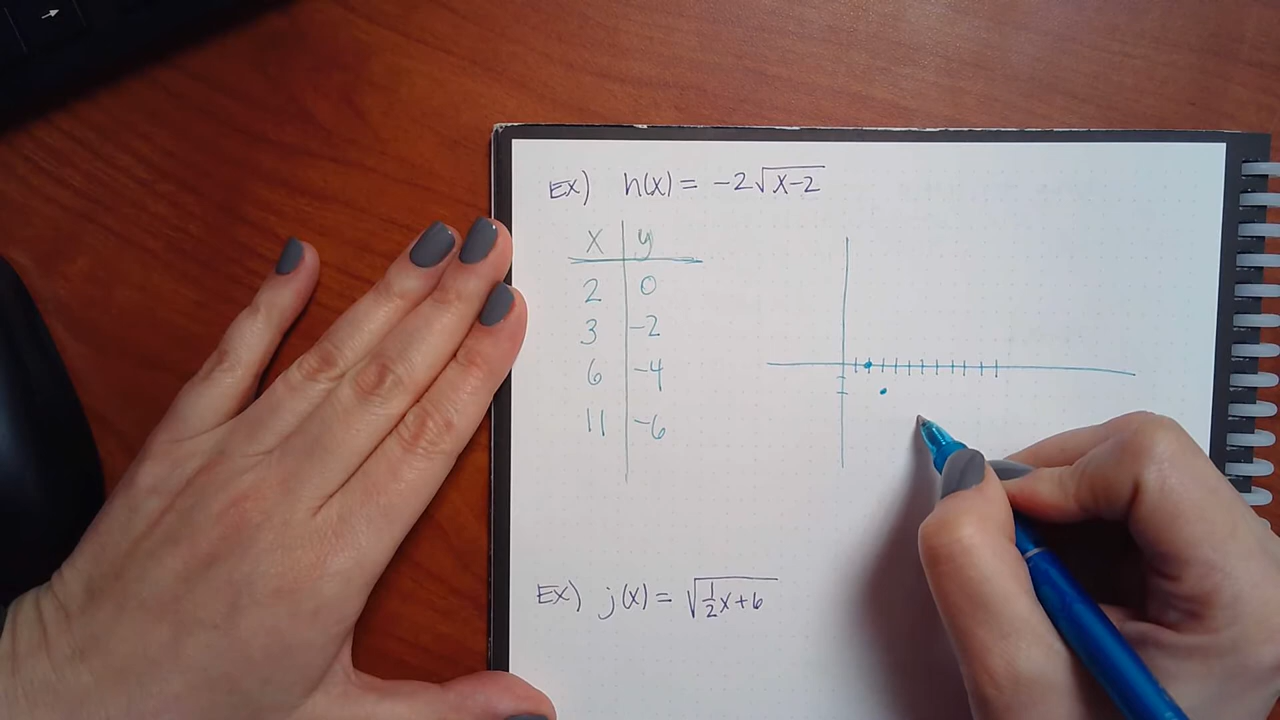 EX) h(x) = -2√(x-2)
x y
2 0
3 -2
6 -4
11 -6
EX) j(x) = √(1/2x+6)